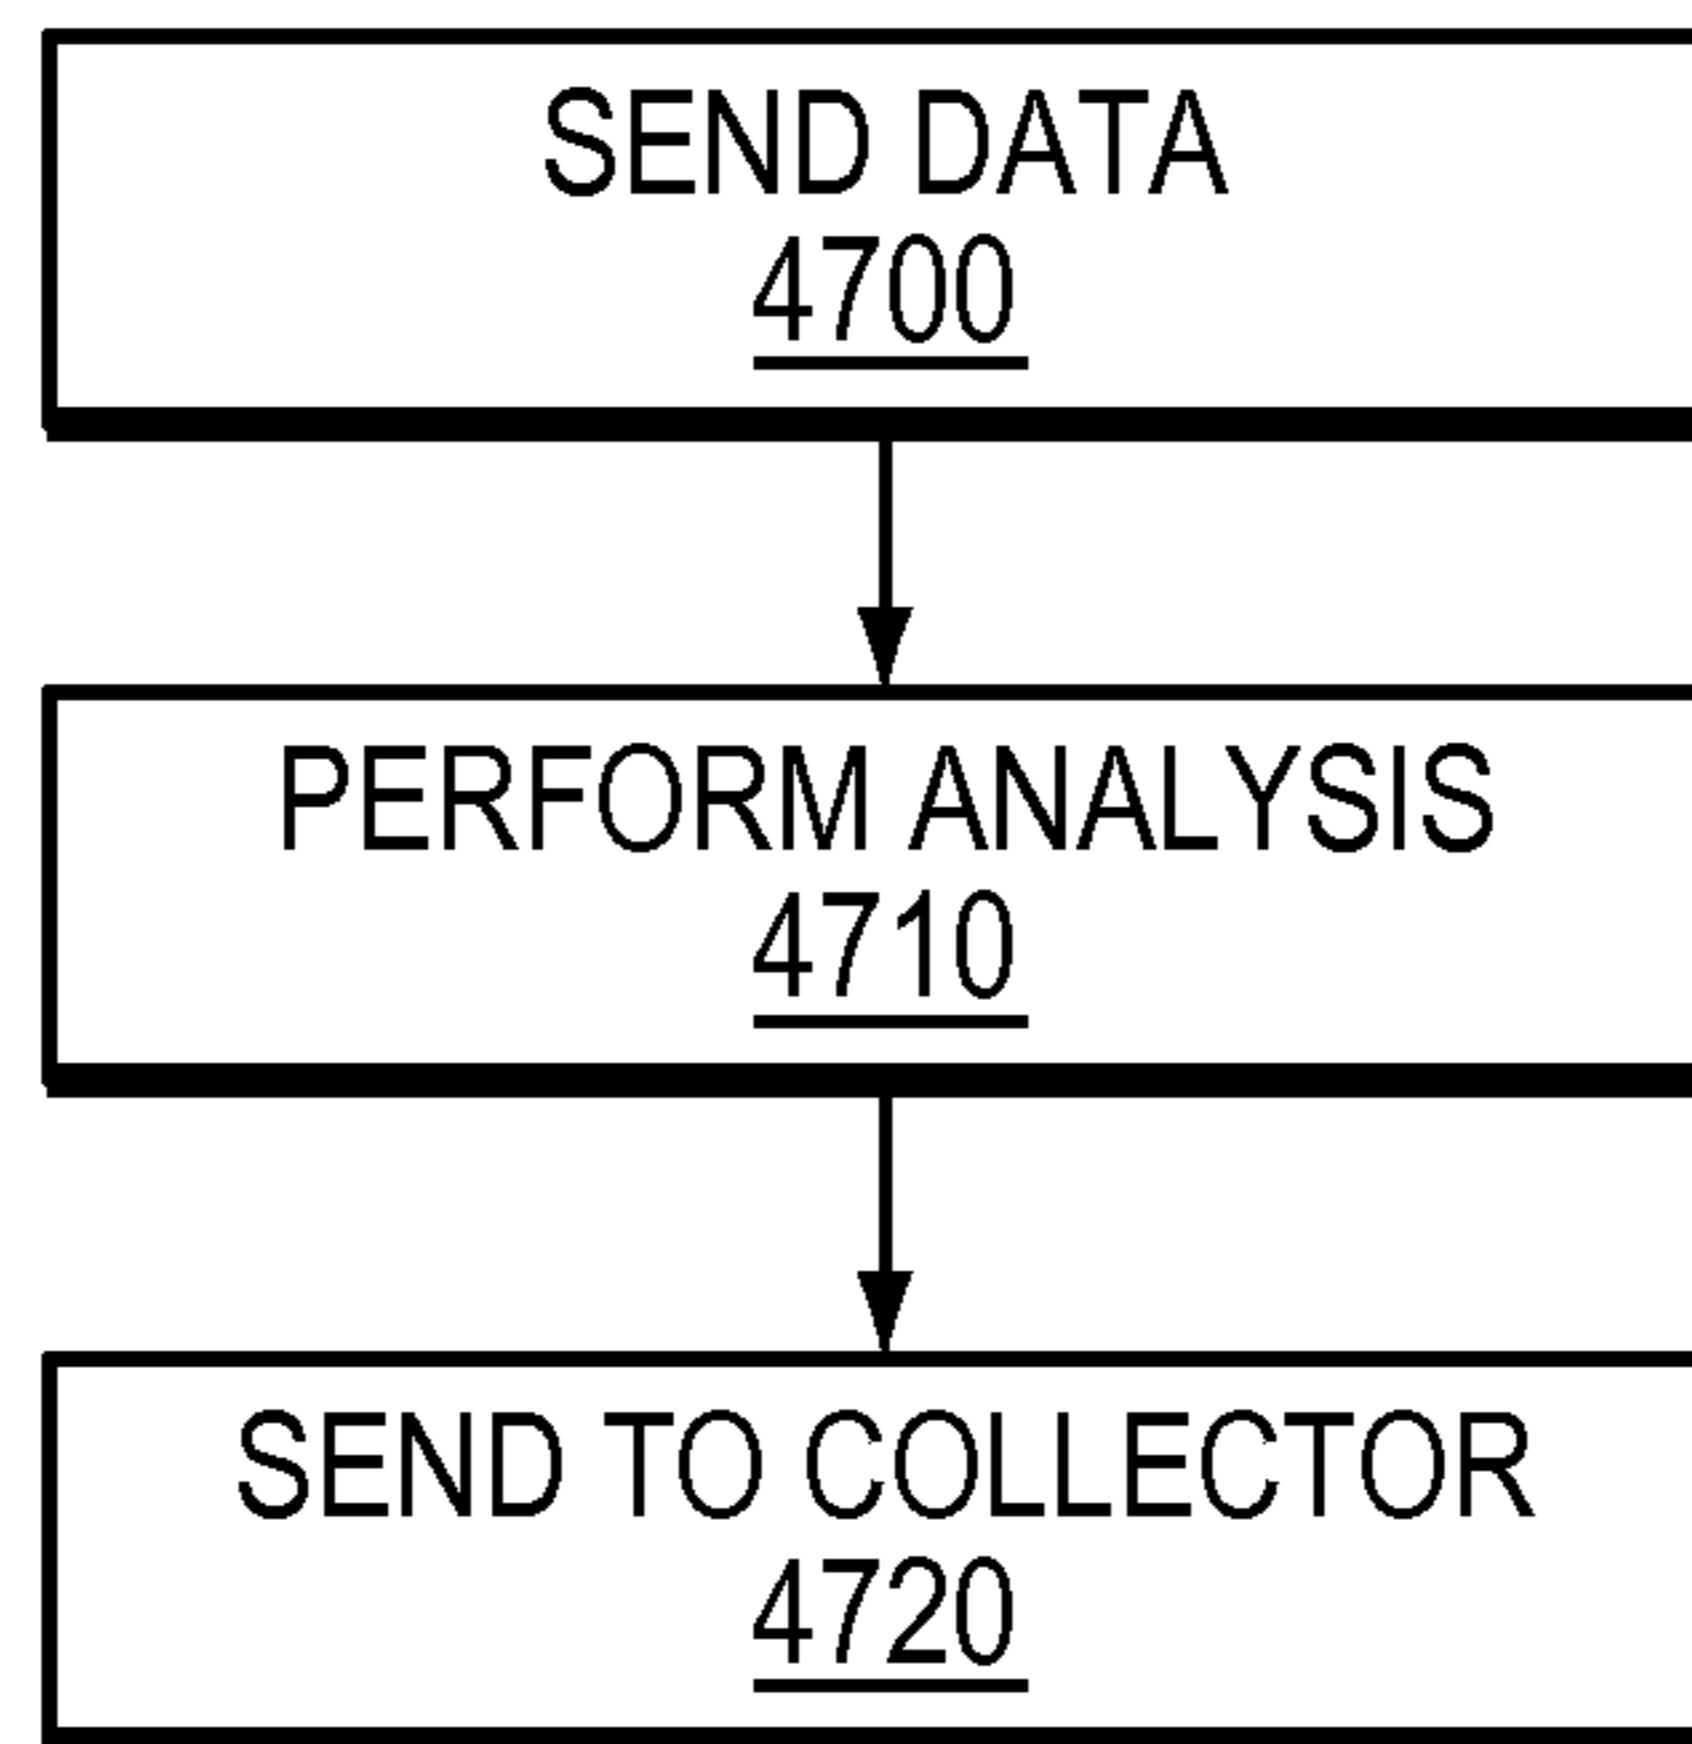 SEND DATA
4700
PERFORM ANALYSIS
4710
SEND TO COLLECTOR
4720